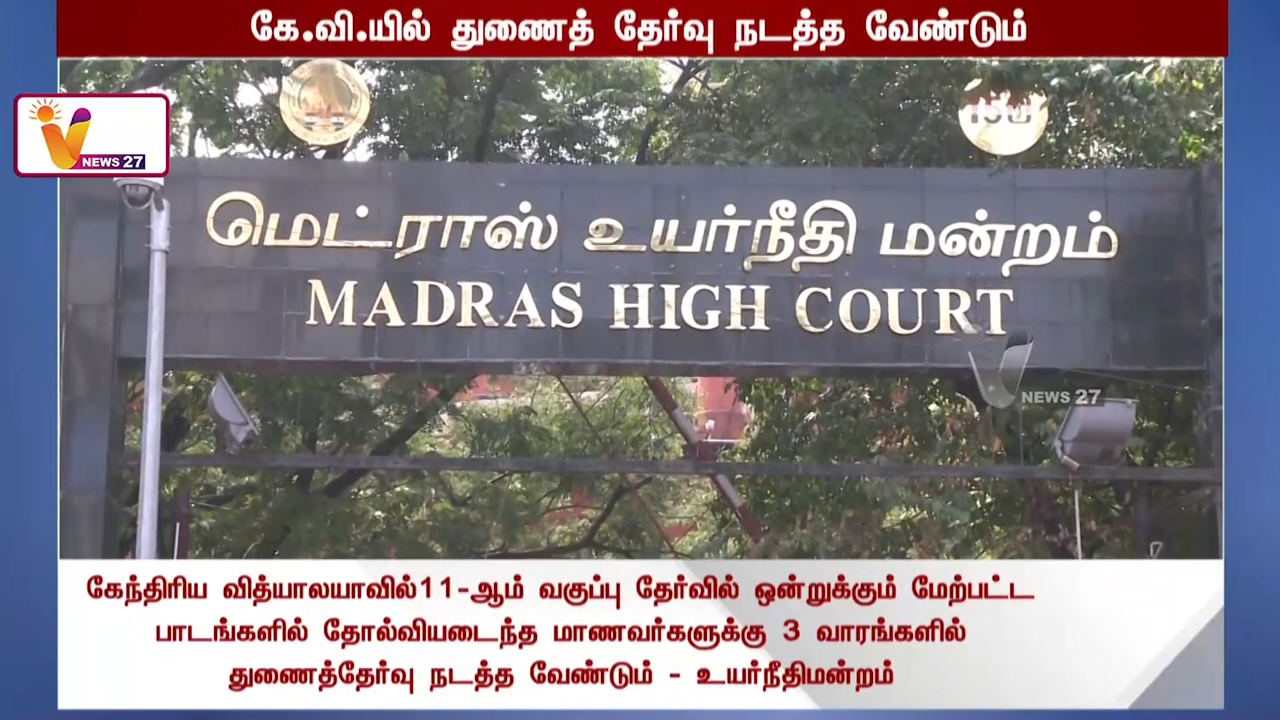 கே.வி.யில் துணைத் தேர்வு நடத்த வேண்டும்
NEWS 27
மெட்ராஸ் உயர்நீதி மன்றம்
MADRAS HIGH COURT
NEWS 27
கேந்திரிய வித்யாலயாவில்11-ஆம் வகுப்பு தேர்வில் ஒன்றுக்கும் மேற்பட்ட
பாடங்களில் தோல்வியடைந்த மாணவர்களுக்கு 3 வாரங்களில்
துணைத்தேர்வு நடத்த வேண்டும் - உயர்நீதிமன்றம்